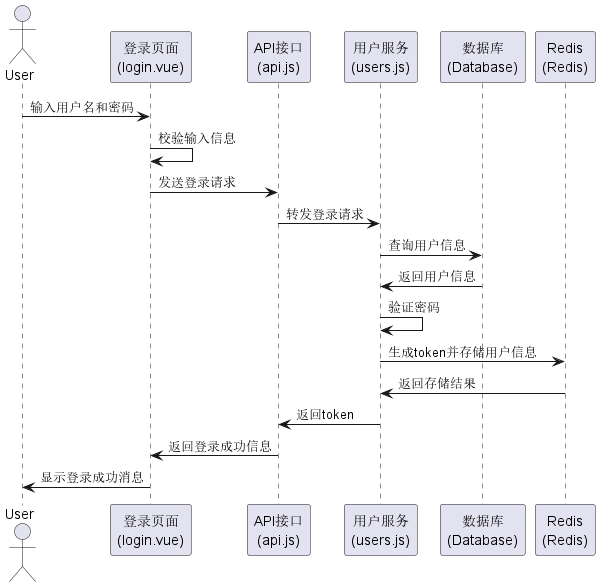 User
登录页面
(login.vue)
API接口
(api.js)
用户服务
(users.js)
数据库
(Database)
Redis
(Redis)
输入用户名和密码
校验输入信息
发送登录请求
转发登录请求
查询用户信息
返回用户信息
验证密码
生成token并存储用户信息
返回存储结果
返回token
返回登录成功信息
显示登录成功消息
User
登录页面
(login.vue)
API接口
(api.js)
用户服务
(users.js)
数据库
(Database)
Redis
(Redis)